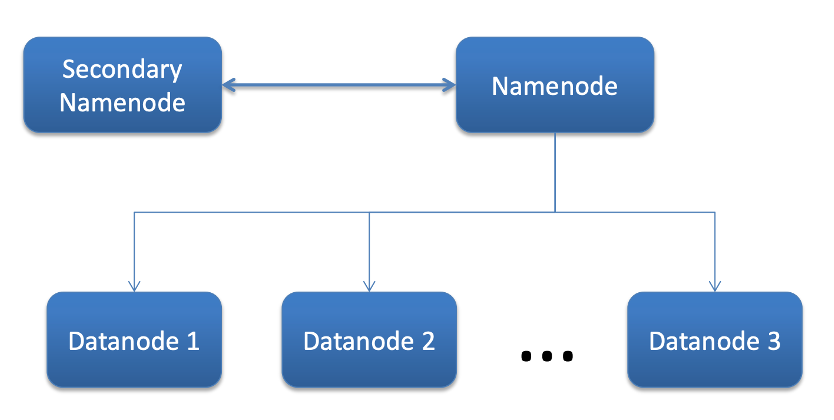 Secondary
Namenode
Namenode
Datanode 1
Datanode 2
...
Datanode 3